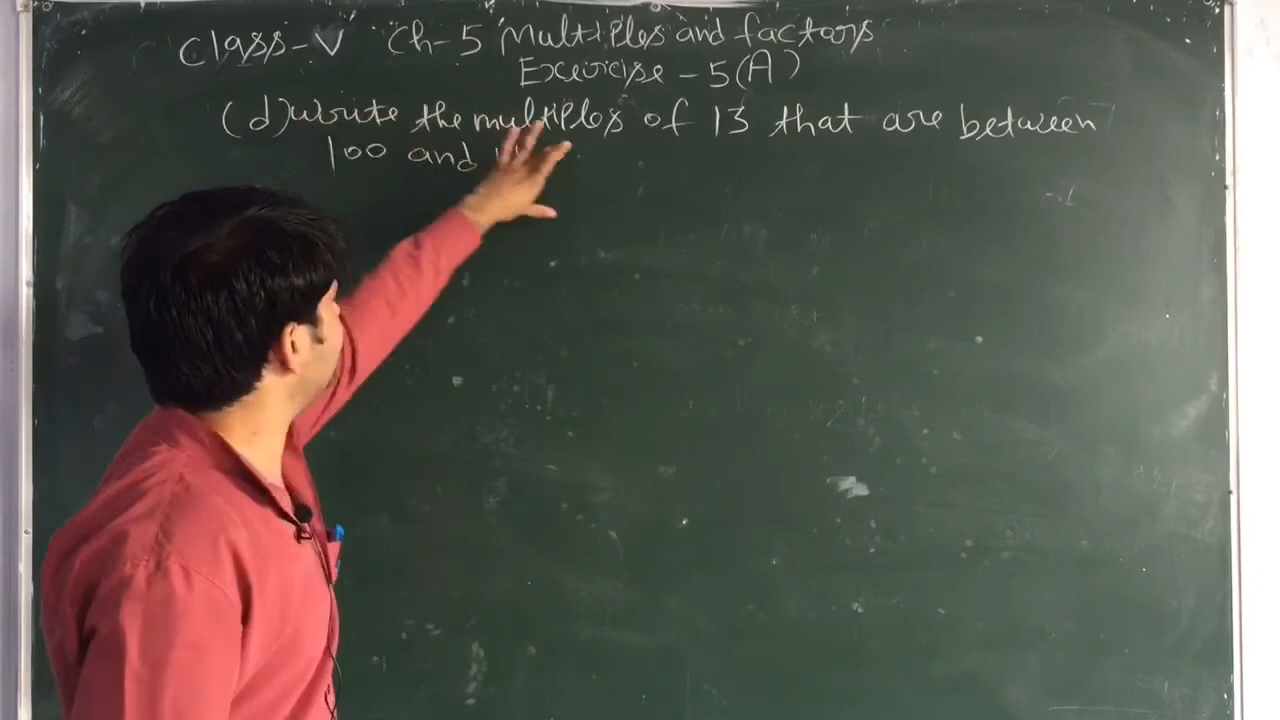 Class-V Ch-5 Multiples and factors
Exercise - 5(A)
(d) write the multiples of 13 that are between
100 and